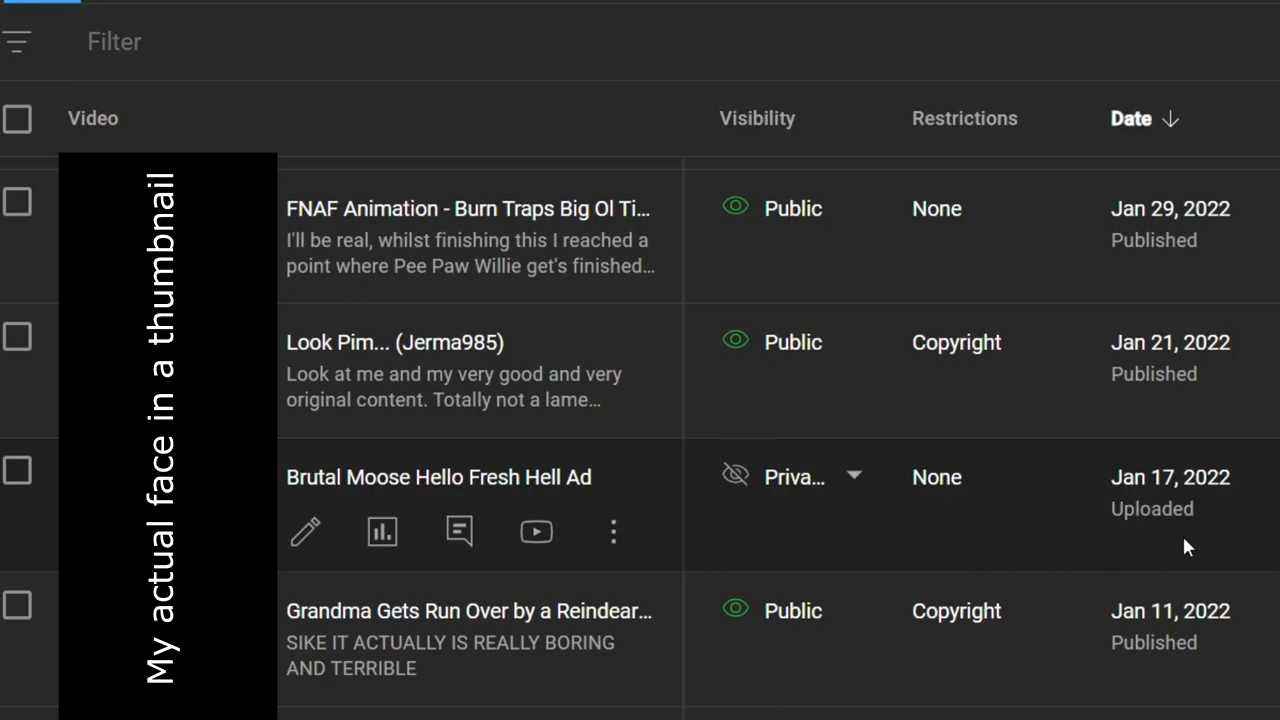 Filter
Video
Visibility
Restrictions
Date
My actual face in a thumbnail
FNAF Animation - Burn Traps Big Ol Ti...
I'll be real, whilst finishing this I reached a
point where Pee Paw Willie get's finished...
Public
None
Jan 29, 2022
Published
Look Pim... (Jerma985)
Look at me and my very good and very
original content. Totally not a lame...
Public
Copyright
Jan 21, 2022
Published
Brutal Moose Hello Fresh Hell Ad
Priva...
None
Jan 17, 2022
Uploaded
Grandma Gets Run Over by a Reindear...
SIKE IT ACTUALLY IS REALLY BORING
AND TERRIBLE
Public
Copyright
Jan 11, 2022
Published